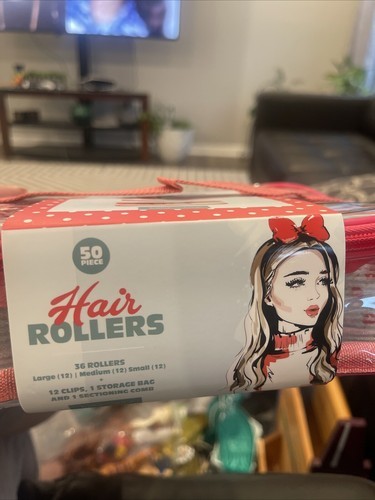 50
PIECE
Hair
ROLLERS
36 ROLLERS
Large (12) | Medium (12) Small (12)
12 CLIPS, 1 STORAGE BAG
AND 1 SECTIONING COMB